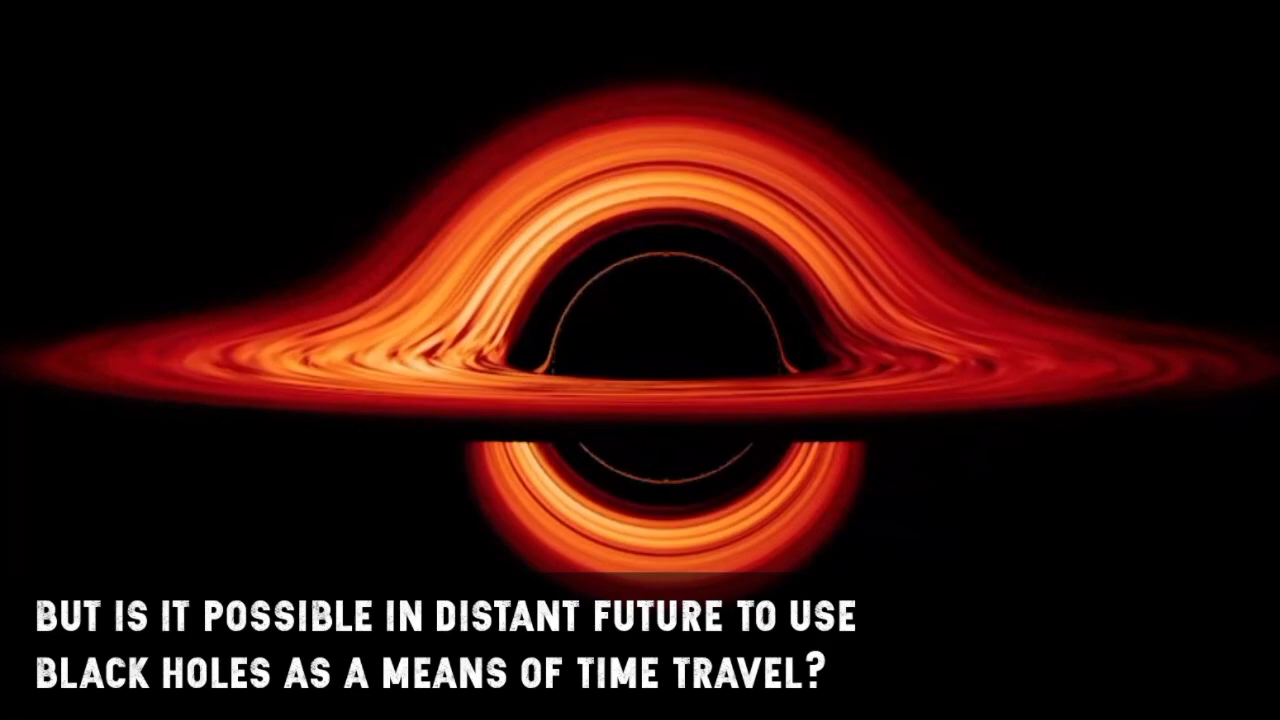 BUT IS IT POSSIBLE IN DISTANT FUTURE TO USE
BLACK HOLES AS A MEANS OF TIME TRAVEL?